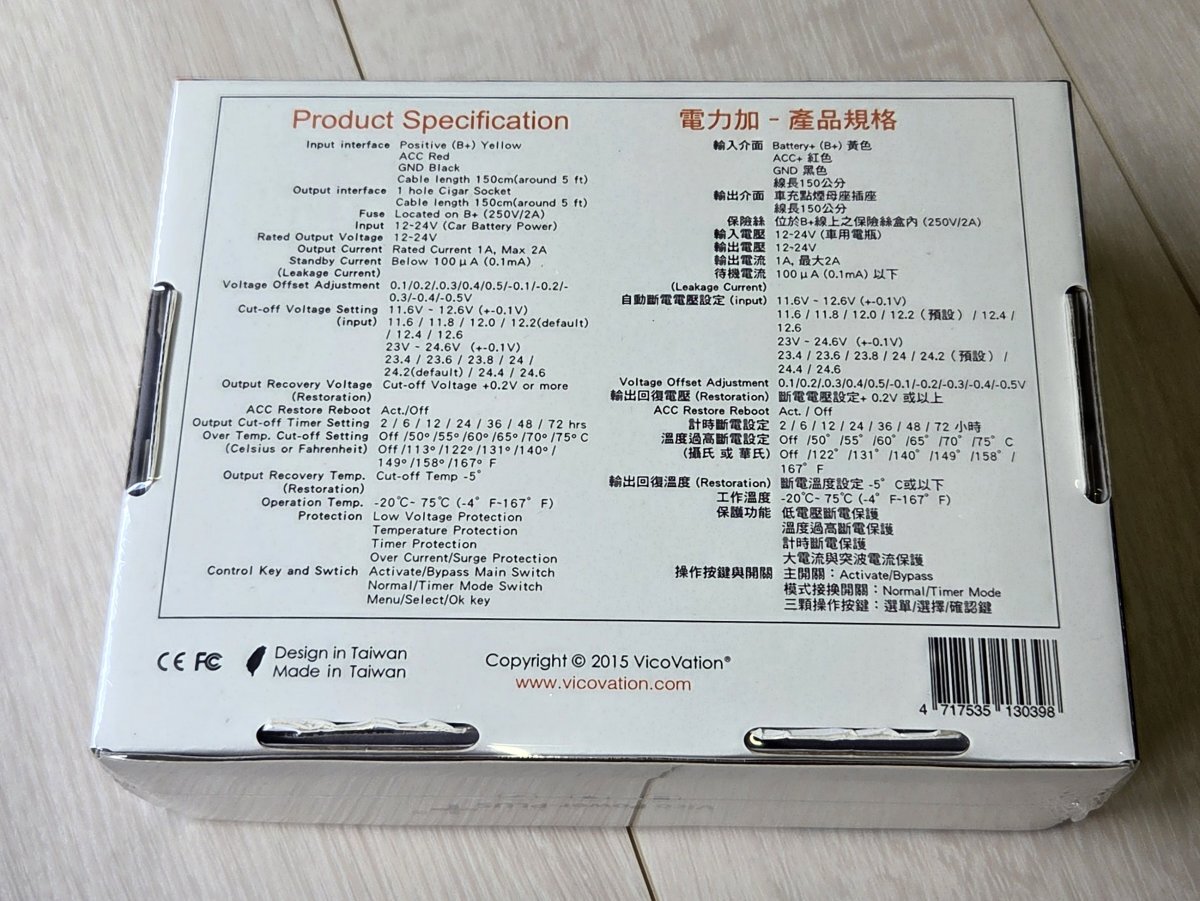 Product Specification
Input interface Positive (B+) Yellow
ACC Red
GND Black
Cable length 150cm(around 5 ft)
Output interface 1 hole Cigar Socket
Cable length 150cm(around 5 ft)
Fuse Located on B+ (250V/2A)
Input 12~24V (Car Battery Power)
Rated Output Voltage 12~24V
Output Current Rated Current 1A, Max 2A
Standby Current Below 100 μA (0.1mA)
(Leakage Current)
Voltage Offset Adjustment 0.1/0.2/.0.3/0.4/0.5/-0.1/-0.2/-
0.3/-0.4/-0.5V
Cut-off Voltage Setting 11.6V ~ 12.6V (+-0.1V)
(input) 11.6 / 11.8 / 12.0 / 12.2(default)
/ 12.4 / 12.6
23V ~ 24.6V (+-0.1V)
23.4 / 23.6 / 23.8 / 24 /
24.2(default) / 24.4 / 24.6
Output Recovery Voltage Cut-off Voltage +0.2V or more
(Restoration)
ACC Restore Reboot Act./Off
Output Cut-off Timer Setting 2 / 6 / 12 / 24 / 36 / 48 / 72 hrs
Over Temp. Cut-off Setting Off /50° /55° /60° /65° /70° /75° C
(Celsius or Fahrenheit) Off /113° /122° /131° /140° /
149° /158° /167° F
Output Recovery Temp. Cut-off Temp -5°
(Restoration)
Operation Temp. -20℃~ 75℃ (-4° F~167° F)
Protection Low Voltage Protection
Temperature Protection
Timer Protection
Over Current/Surge Protection
Control Key and Swtich Activate/Bypass Main Switch
Normal/Timer Mode Switch
Menu/Select/Ok key
電力加 - 產品規格
輸入介面 Battery+ (B+) 黃色
ACC+ 紅色
GND 黑色
線長150公分
輸出介面 車充點煙母座插座
線長150公分
保險絲 位於B+線上之保險絲盒內 (250V/2A)
輸入電壓 12~24V (車用電瓶)
輸出電壓 12~24V
輸出電流 1A, 最大2A
待機電流 100 μA (0.1mA) 以下
(Leakage Current)
自動斷電電壓設定 (input) 11.6V ~ 12.6V (+-0.1V)
11.6 / 11.8 / 12.0 / 12.2 (預設) / 12.4 /
12.6
23V ~ 24.6V (+-0.1V)
23.4 / 23.6 / 23.8 / 24 / 24.2 (預設) /
24.4 / 24.6
Voltage Offset Adjustment 0.1/0.2/.0.3/0.4/0.5/-0.1/-0.2/-0.3/-0.4/-0.5V
輸出回復電壓 (Restoration) 斷電電壓設定+ 0.2V 或以上
ACC Restore Reboot Act. / Off
計時斷電設定 2 / 6 / 12 / 24 / 36 / 48 / 72 小時
溫度過高斷電設定 Off /50° /55° /60° /65° /70° /75° C
(攝氏 或 華氏) Off /122° /131° /140° /149° /158° /
167° F
輸出回復溫度 (Restoration) 斷電溫度設定 -5° C或以下
工作溫度 -20℃~ 75℃ (-4° F~167° F)
保護功能 低電壓斷電保護
溫度過高斷電保護
計時斷電保護
大電流與突波電流保護
操作按鍵與開關 主開關：Activate/Bypass
模式接換開關：Normal/Timer Mode
三顆操作按鍵：選單/選擇/確認鍵
CE FC
Design in Taiwan
Made in Taiwan
Copyright © 2015 VicoVation®
www.vicovation.com
4 717535 130398